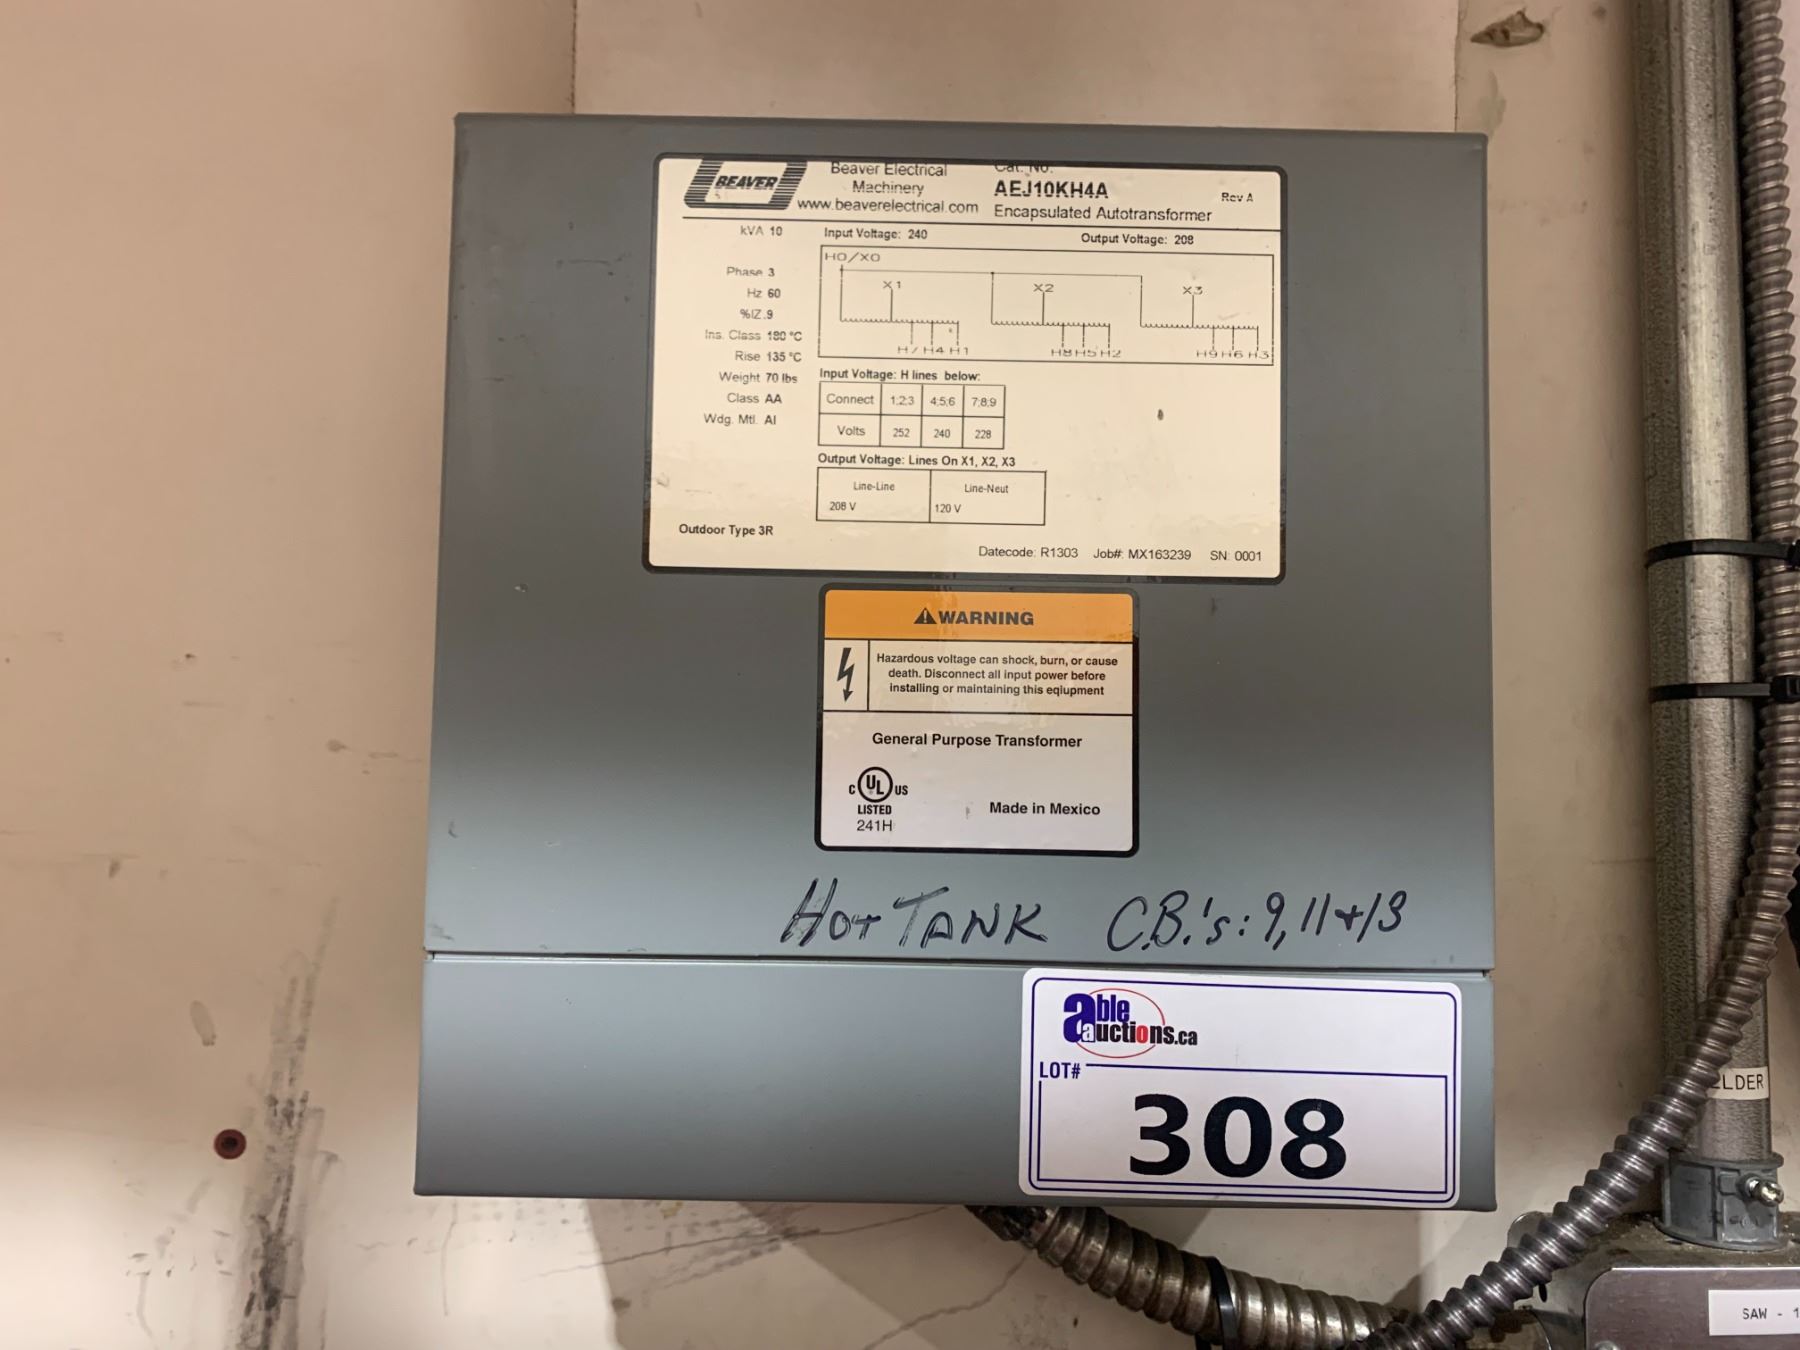 BEAVER
Beaver Electrical
Machinery
www.beaverelectrical.com
Cat. No.
AEJ10KH4A
Rev A
Encapsulated Autotransformer
kVA 10
Input Voltage: 240
Output Voltage: 208
Phase 3
Hz 60
%IZ .9
Ins. Class 180 °C
Rise 135 °C
Weight 70 lbs
Class AA
Wdg. Mtl. Al
H0/X0
X1 X2 X3
H7 H4 H1 H8 H5 H2 H9 H6 H3
Input Voltage: H lines below:
Connect 1;2;3 4;5;6 7;8;9
Volts 252 240 228
Output Voltage: Lines On X1, X2, X3
Line-Line Line-Neut
208 V 120 V
Outdoor Type 3R
Datecode: R1303 Job#: MX163239 SN: 0001
WARNING
Hazardous voltage can shock, burn, or cause
death. Disconnect all input power before
installing or maintaining this eqiupment
General Purpose Transformer
C UL US
LISTED
241H
Made in Mexico
HOT TANK C.B.'s: 9, 11 + 13
able
auctions.ca
LOT#
308
LDER
SAW - 1